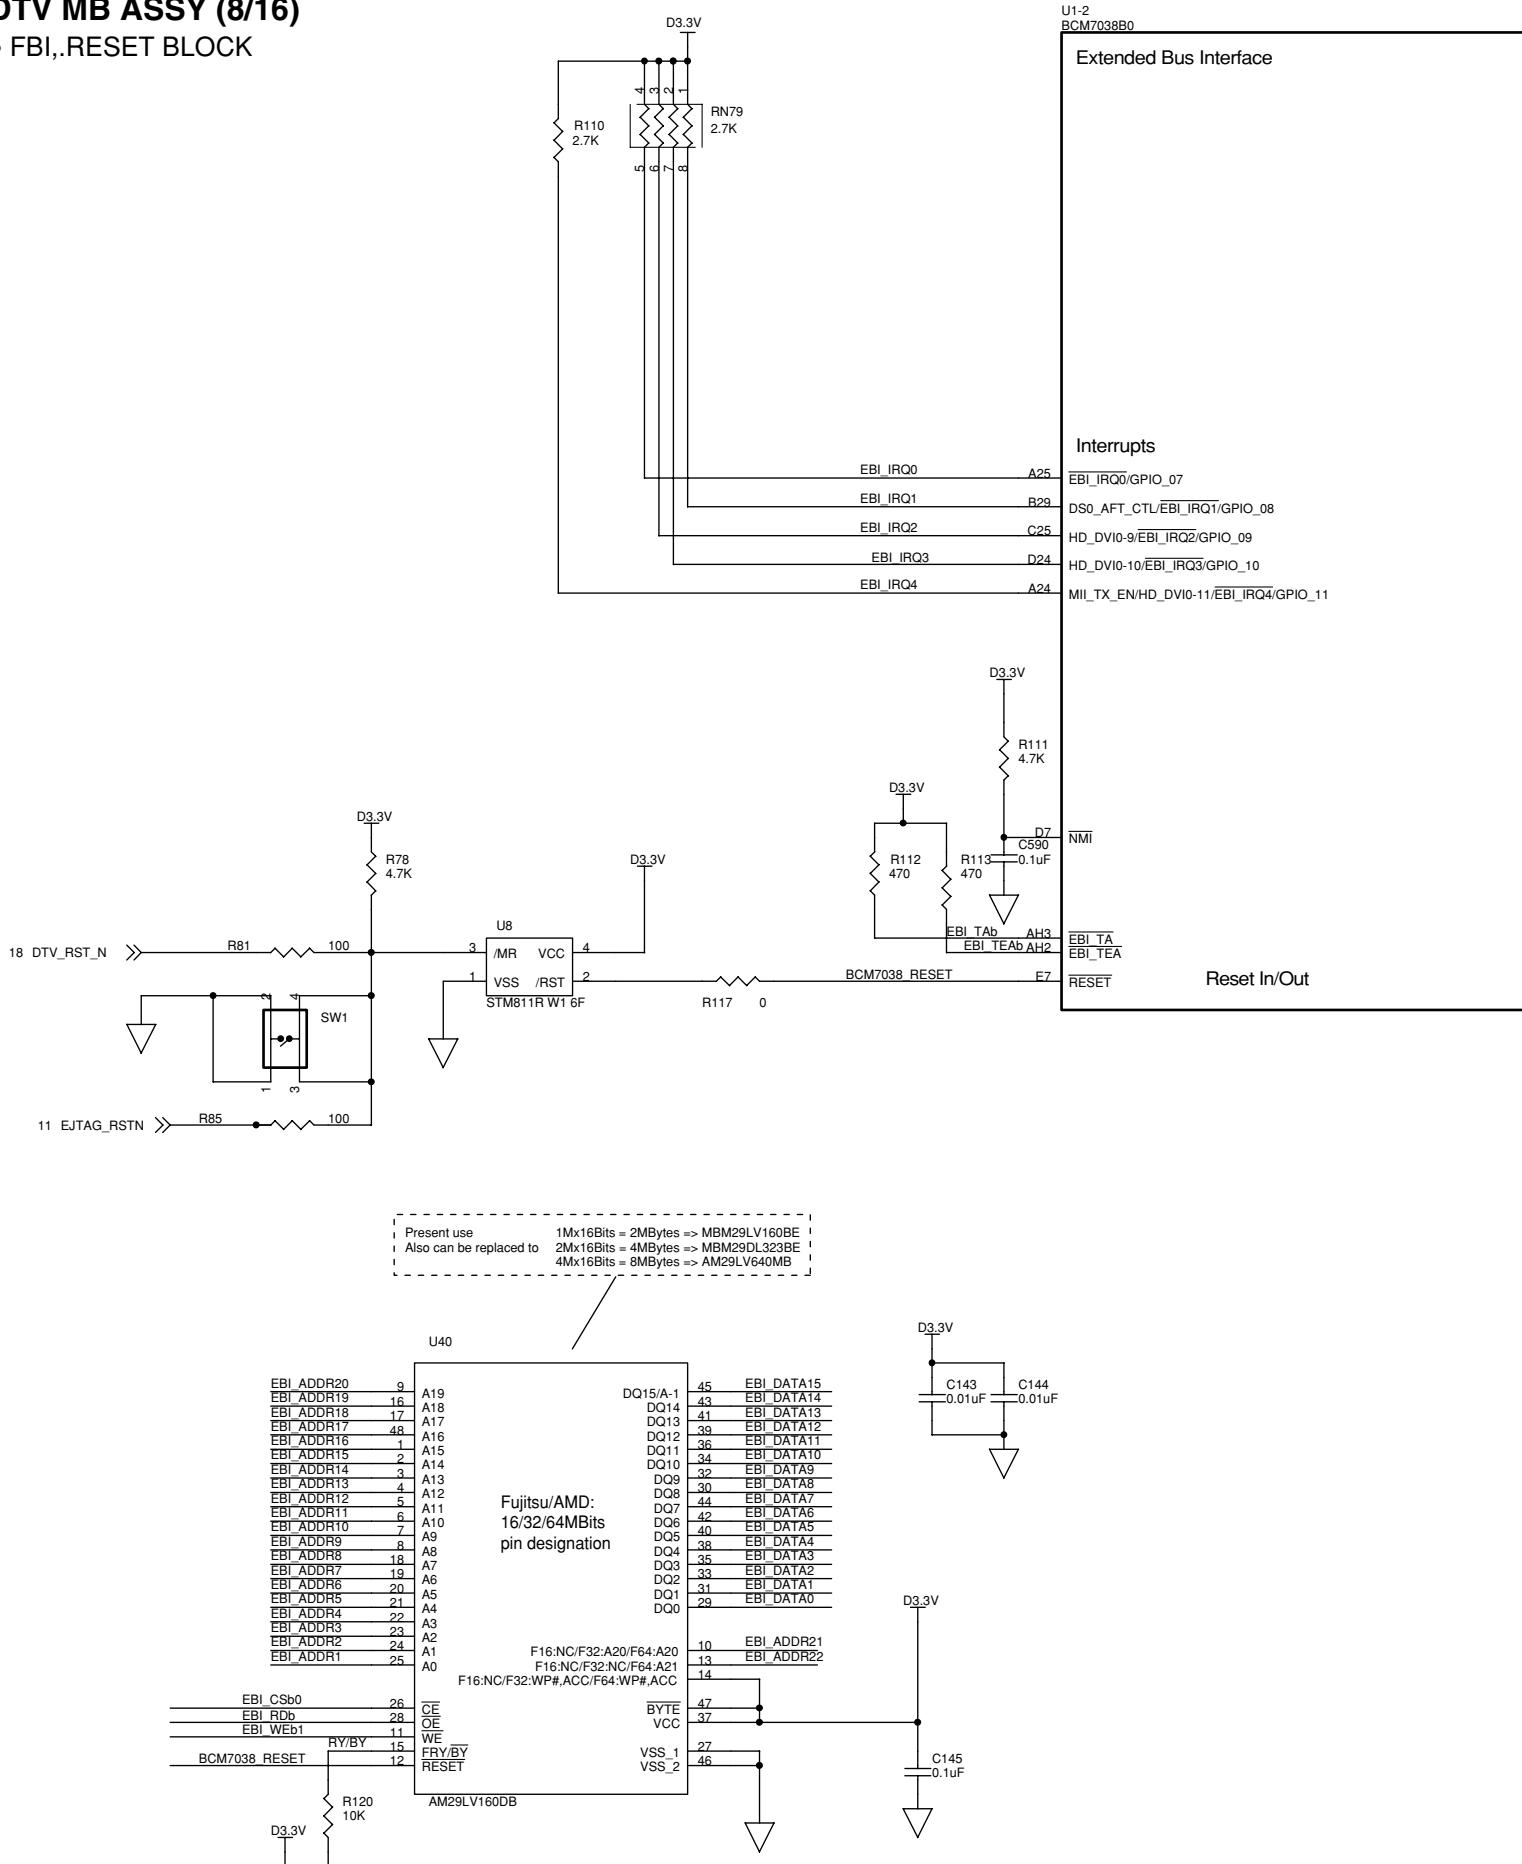 DTV MB ASSY (8/16)
FBI,.RESET BLOCK
U1-2
BCM7038B0
Extended Bus Interface
D3.3V
4 3 2 1
R110
2.7K
RN79
2.7K
5 6 7 8
Interrupts
EBI_IRQ0 A25 EBI_IRQ0/GPIO_07
EBI_IRQ1 B29 DS0_AFT_CTL/EBI_IRQ1/GPIO_08
EBI_IRQ2 C25 HD_DVI0-9/EBI_IRQ2/GPIO_09
EBI_IRQ3 D24 HD_DVI0-10/EBI_IRQ3/GPIO_10
EBI_IRQ4 A24 MII_TX_EN/HD_DVI0-11/EBI_IRQ4/GPIO_11
D3.3V
R111
4.7K
D3.3V
D7 NMI
C590
0.1uF
R112
470
R113
470
D3.3V
R78
4.7K
D3.3V
U8
EBI_TAb AH3 EBI_TA
EBI_TEAb AH2 EBI_TEA
18 DTV_RST_N R81 100 3 /MR VCC 4
1 VSS /RST 2 BCM7038_RESET E7 RESET Reset In/Out
STM811R W1 6F
R117 0
2 4
SW1
1 3
11 EJTAG_RSTN R85 100
Present use 1Mx16Bits = 2MBytes => MBM29LV160BE
Also can be replaced to 2Mx16Bits = 4MBytes => MBM29DL323BE
4Mx16Bits = 8MBytes => AM29LV640MB
U40
D3.3V
C143
0.01uF
C144
0.01uF
EBI_ADDR20 9 A19 DQ15/A-1 45 EBI_DATA15
EBI_ADDR19 16 A18 DQ14 43 EBI_DATA14
EBI_ADDR18 17 A17 DQ13 41 EBI_DATA13
EBI_ADDR17 48 A16 DQ12 39 EBI_DATA12
EBI_ADDR16 1 A15 DQ11 36 EBI_DATA11
EBI_ADDR15 2 A14 DQ10 34 EBI_DATA10
EBI_ADDR14 3 A13 DQ9 32 EBI_DATA9
EBI_ADDR13 4 A12 DQ8 30 EBI_DATA8
EBI_ADDR12 5 A11 DQ7 44 EBI_DATA7
EBI_ADDR11 6 A10 DQ6 42 EBI_DATA6
EBI_ADDR10 7 A9 DQ5 40 EBI_DATA5
EBI_ADDR9 8 A8 DQ4 38 EBI_DATA4
EBI_ADDR8 18 A7 DQ3 35 EBI_DATA3
EBI_ADDR7 19 A6 DQ2 33 EBI_DATA2
EBI_ADDR6 20 A5 DQ1 31 EBI_DATA1
EBI_ADDR5 21 A4 DQ0 29 EBI_DATA0
EBI_ADDR4 22 A3
EBI_ADDR3 23 A2
EBI_ADDR2 24 A1
EBI_ADDR1 25 A0
Fujitsu/AMD:
16/32/64MBits
pin designation
F16:NC/F32:A20/F64:A20 10 EBI_ADDR21
F16:NC/F32:NC/F64:A21 13 EBI_ADDR22
F16:NC/F32:WP#,ACC/F64:WP#,ACC 14
D3.3V
EBI_CSb0 26 CE BYTE 47
EBI_RDb 28 OE VCC 37
EBI_WEb1 11 WE
RY/BY 15 FRY/BY VSS_1 27
BCM7038_RESET 12 RESET VSS_2 46
C145
0.1uF
AM29LV160DB
R120
10K
D3.3V